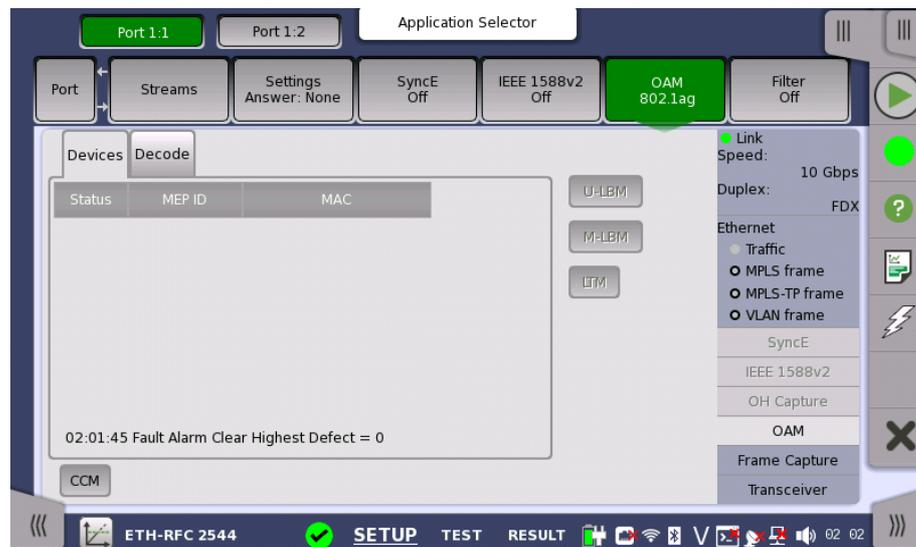 Application Selector
Port 1:1
Port 1:2
Port
Streams
Settings
Answer: None
SyncE
Off
IEEE 1588v2
Off
OAM
802.1ag
Filter
Off
Devices
Decode
Status
MEP ID
MAC
02:01:45 Fault Alarm Clear Highest Defect = 0
CCM
U-LBM
M-LBM
LTM
Link
Speed:
10 Gbps
Duplex:
FDX
Ethernet
Traffic
MPLS frame
MPLS-TP frame
VLAN frame
SyncE
IEEE 1588v2
OH Capture
OAM
Frame Capture
Transceiver
ETH-RFC 2544
SETUP
TEST
RESULT
V
02 02